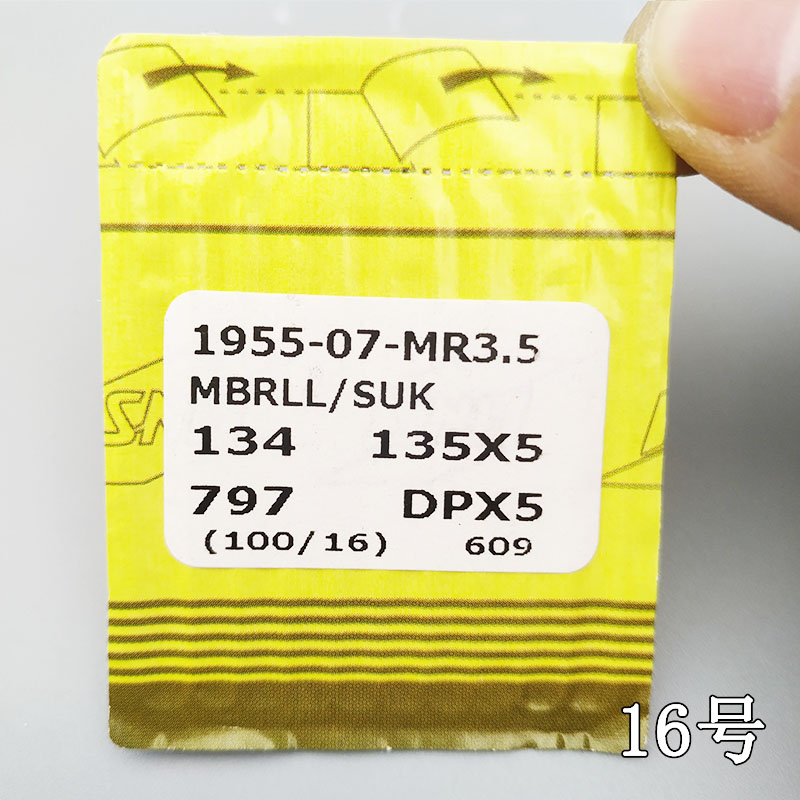 1955-07-MR3.5
MBRLL/SUK
134 135X5
797 DPX5
(100/16) 609
16号